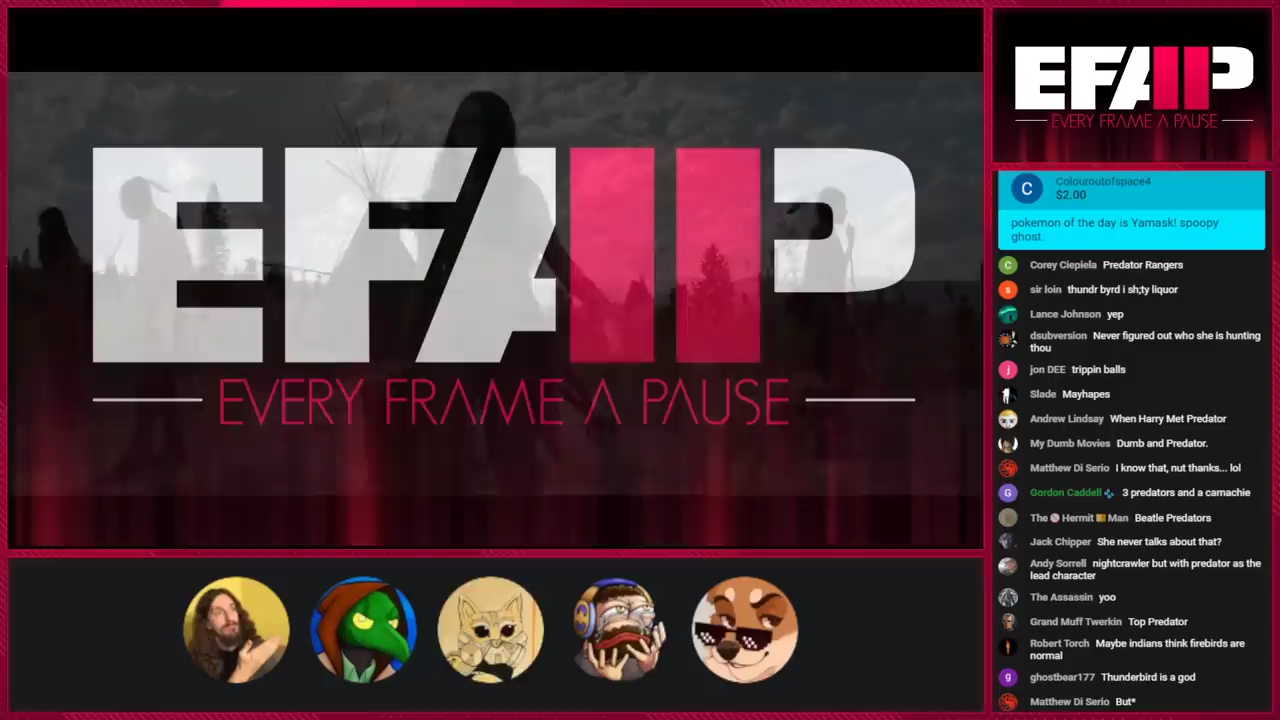 EFAP
EVERY FRAME A PAUSE
EFAP
EVERY FRAME A PAUSE
C
Colouroutofspace4
$2.00
pokemon of the day is Yamask! spoopy
ghost.
C Corey Ciepiela Predator Rangers
s sir loin thundr byrd i sh;ty liquor
Lance Johnson yep
dsubversion Never figured out who she is hunting
thou
j jon DEE trippin balls
Slade Mayhapes
Andrew Lindsay When Harry Met Predator
My Dumb Movies Dumb and Predator.
Matthew Di Serio I know that, nut thanks... lol
G Gordon Caddell 3 predators and a camachie
The Hermit Man Beatle Predators
Jack Chipper She never talks about that?
Andy Sorrell nightcrawler but with predator as the
lead character
The Assassin yoo
Grand Muff Twerkin Top Predator
Robert Torch Maybe indians think firebirds are
normal
g ghostbear177 Thunderbird is a god
Matthew Di Serio But*